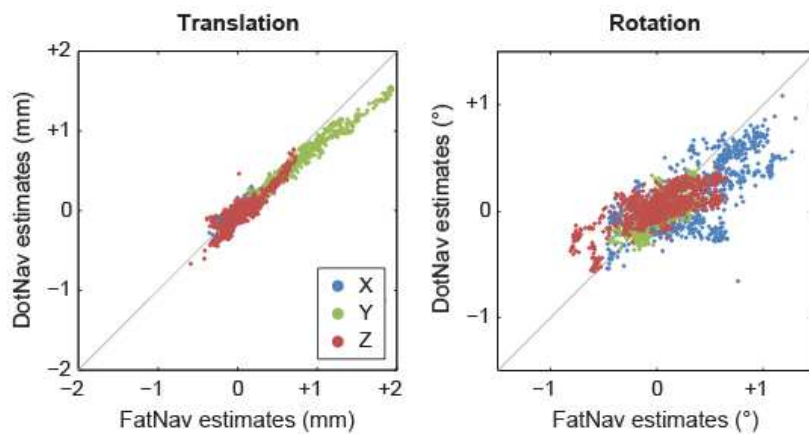 Translation
Rotation
+2
+1
0
−1
−2
−2 −1 0 +1 +2
DotNav estimates (mm)
FatNav estimates (mm)
X
Y
Z
+1
0
−1
−1 0 +1
DotNav estimates (°)
FatNav estimates (°)